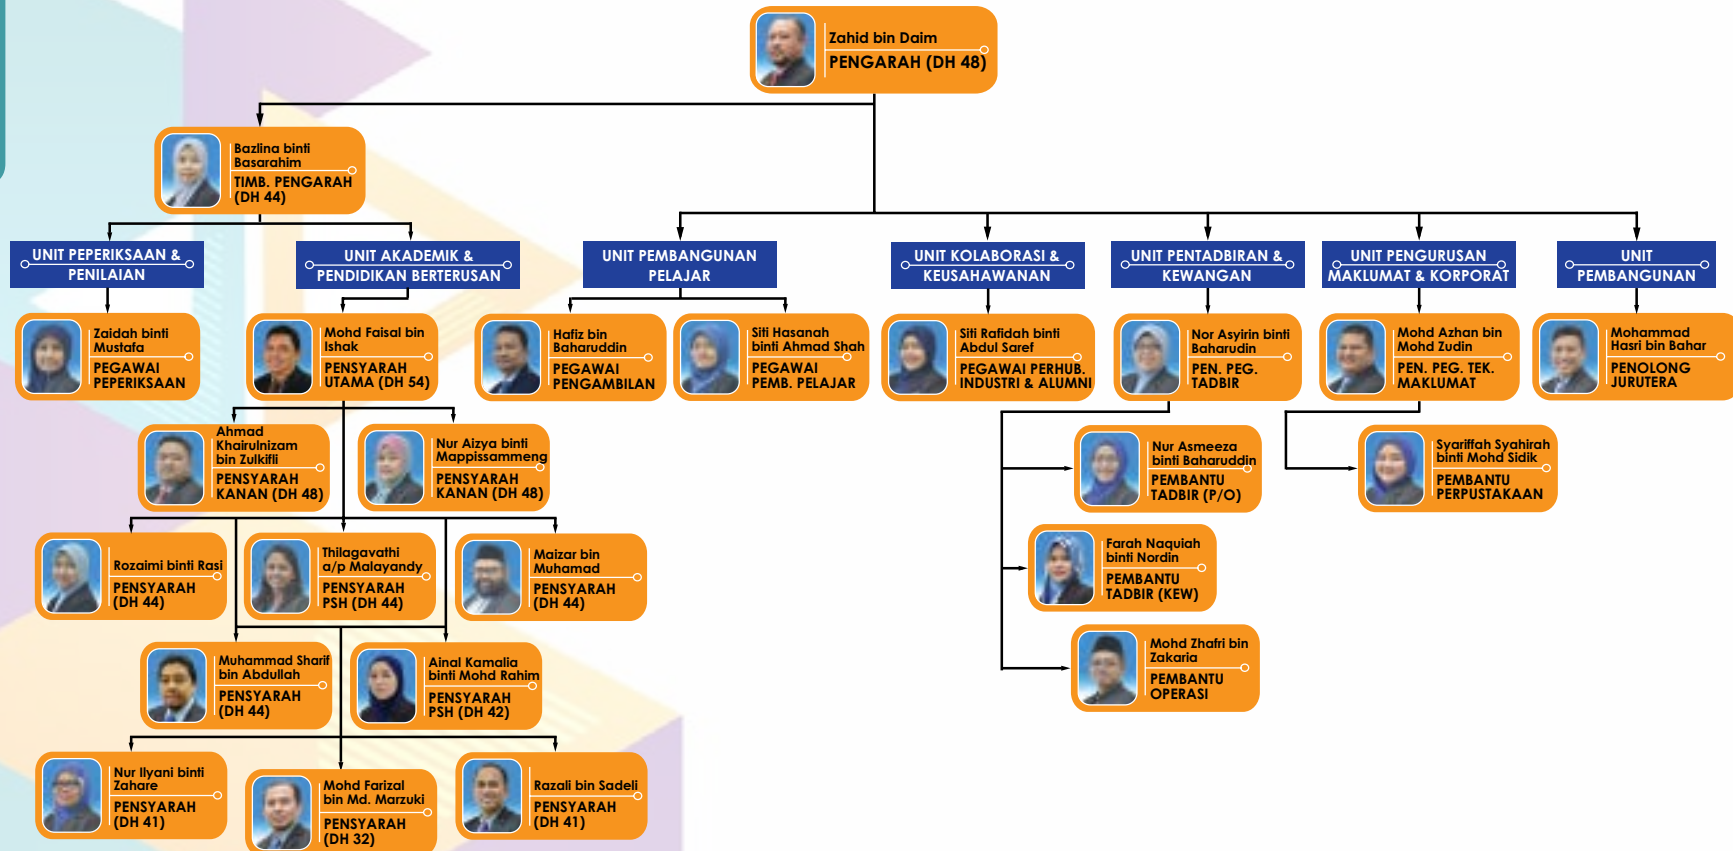 Zahid bin Daim
PENGARAH (DH 48)
Bazlina binti
Basarahim
TIMB. PENGARAH
(DH 44)
UNIT PEPERIKSAAN &
PENILAIAN
UNIT AKADEMIK &
PENDIDIKAN BERTERUSAN
UNIT PEMBANGUNAN
PELAJAR
UNIT KOLABORASI &
KEUSAHAWANAN
UNIT PENTADBIRAN &
KEWANGAN
UNIT PENGURUSAN
MAKLUMAT & KORPORAT
UNIT
PEMBANGUNAN
Zaidah binti
Mustafa
PEGAWAI
PEPERIKSAAN
Mohd Faisal bin
Ishak
PENSYARAH
UTAMA (DH 54)
Hafiz bin
Baharuddin
PEGAWAI
PENGAMBILAN
Siti Hasanah
binti Ahmad Shah
PEGAWAI
PEMB. PELAJAR
Siti Rafidah binti
Abdul Saref
PEGAWAI PERHUB.
INDUSTRI & ALUMNI
Nor Asyirin binti
Baharudin
PEN. PEG.
TADBIR
Mohd Azhan bin
Mohd Zudin
PEN. PEG. TEK.
MAKLUMAT
Mohammad
Hasri bin Bahar
PENOLONG
JURUTERA
Ahmad
Khairulnizam
bin Zulkifli
PENSYARAH
KANAN (DH 48)
Nur Aizya binti
Mappissammeng
PENSYARAH
KANAN (DH 48)
Nur Asmeeza
binti Baharuddin
PEMBANTU
TADBIR (P/O)
Syariffah Syahirah
binti Mohd Sidik
PEMBANTU
PERPUSTAKAAN
Rozaimi binti Rasi
PENSYARAH
(DH 44)
Thilagavathi
a/p Malayandy
PENSYARAH
PSH (DH 44)
Maizar bin
Muhamad
PENSYARAH
(DH 44)
Farah Naquiah
binti Nordin
PEMBANTU
TADBIR (KEW)
Muhammad Sharif
bin Abdullah
PENSYARAH
(DH 44)
Ainal Kamalia
binti Mohd Rahim
PENSYARAH
PSH (DH 42)
Mohd Zhafri bin
Zakaria
PEMBANTU
OPERASI
Nur Ilyani binti
Zahare
PENSYARAH
(DH 41)
Mohd Farizal
bin Md. Marzuki
PENSYARAH
(DH 32)
Razali bin Sadeli
PENSYARAH
(DH 41)